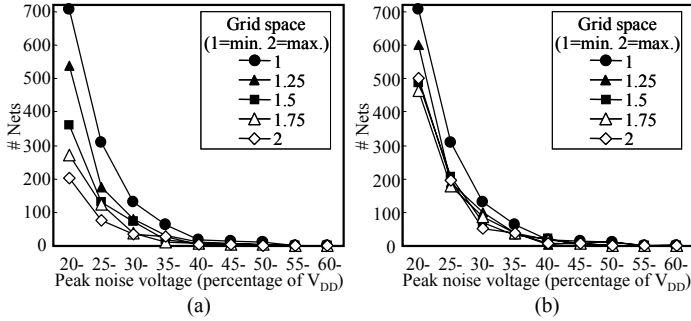 700
600
500
400
300
200
100
0
# Nets
Grid space
(1=min. 2=max.)
1
1.25
1.5
1.75
2
20- 25- 30- 35- 40- 45- 50- 55- 60-
Peak noise voltage (percentage of V_DD)
(a)
700
600
500
400
300
200
100
0
# Nets
Grid space
(1=min. 2=max.)
1
1.25
1.5
1.75
2
20- 25- 30- 35- 40- 45- 50- 55- 60-
Peak noise voltage (percentage of V_DD)
(b)